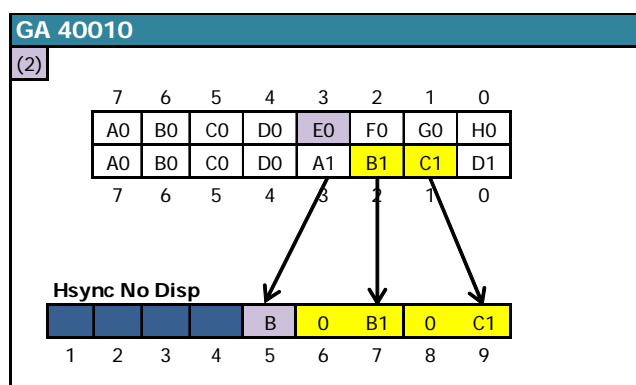 GA 40010
(2)
7 6 5 4 3 2 1 0
A0 B0 C0 D0 E0 F0 G0 H0
A0 B0 C0 D0 A1 B1 C1 D1
7 6 5 4 3 2 1 0
Hsync No Disp
B 0 B1 0 C1
1 2 3 4 5 6 7 8 9